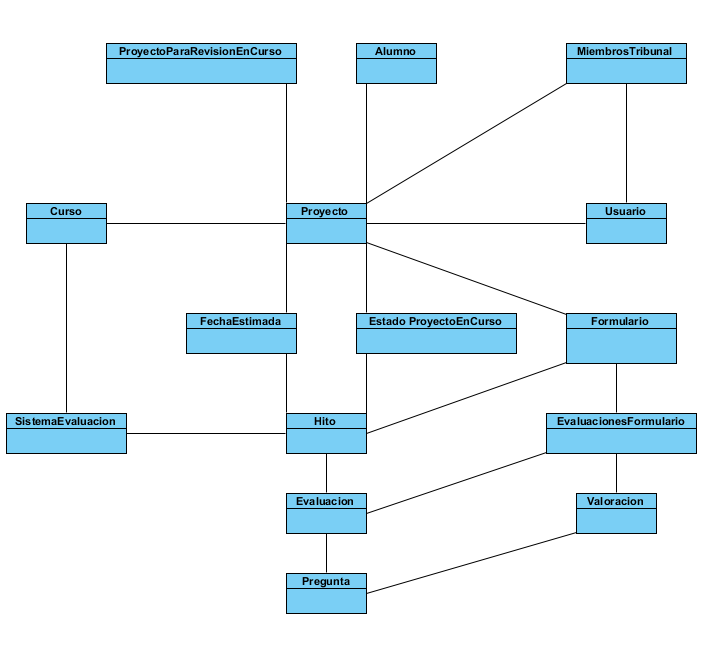 ProyectoParaRevisionEnCurso
Alumno
MiembrosTribunal
Curso
Proyecto
Usuario
FechaEstimada
Estado ProyectoEnCurso
Formulario
SistemaEvaluacion
Hito
EvaluacionesFormulario
Evaluacion
Valoracion
Pregunta